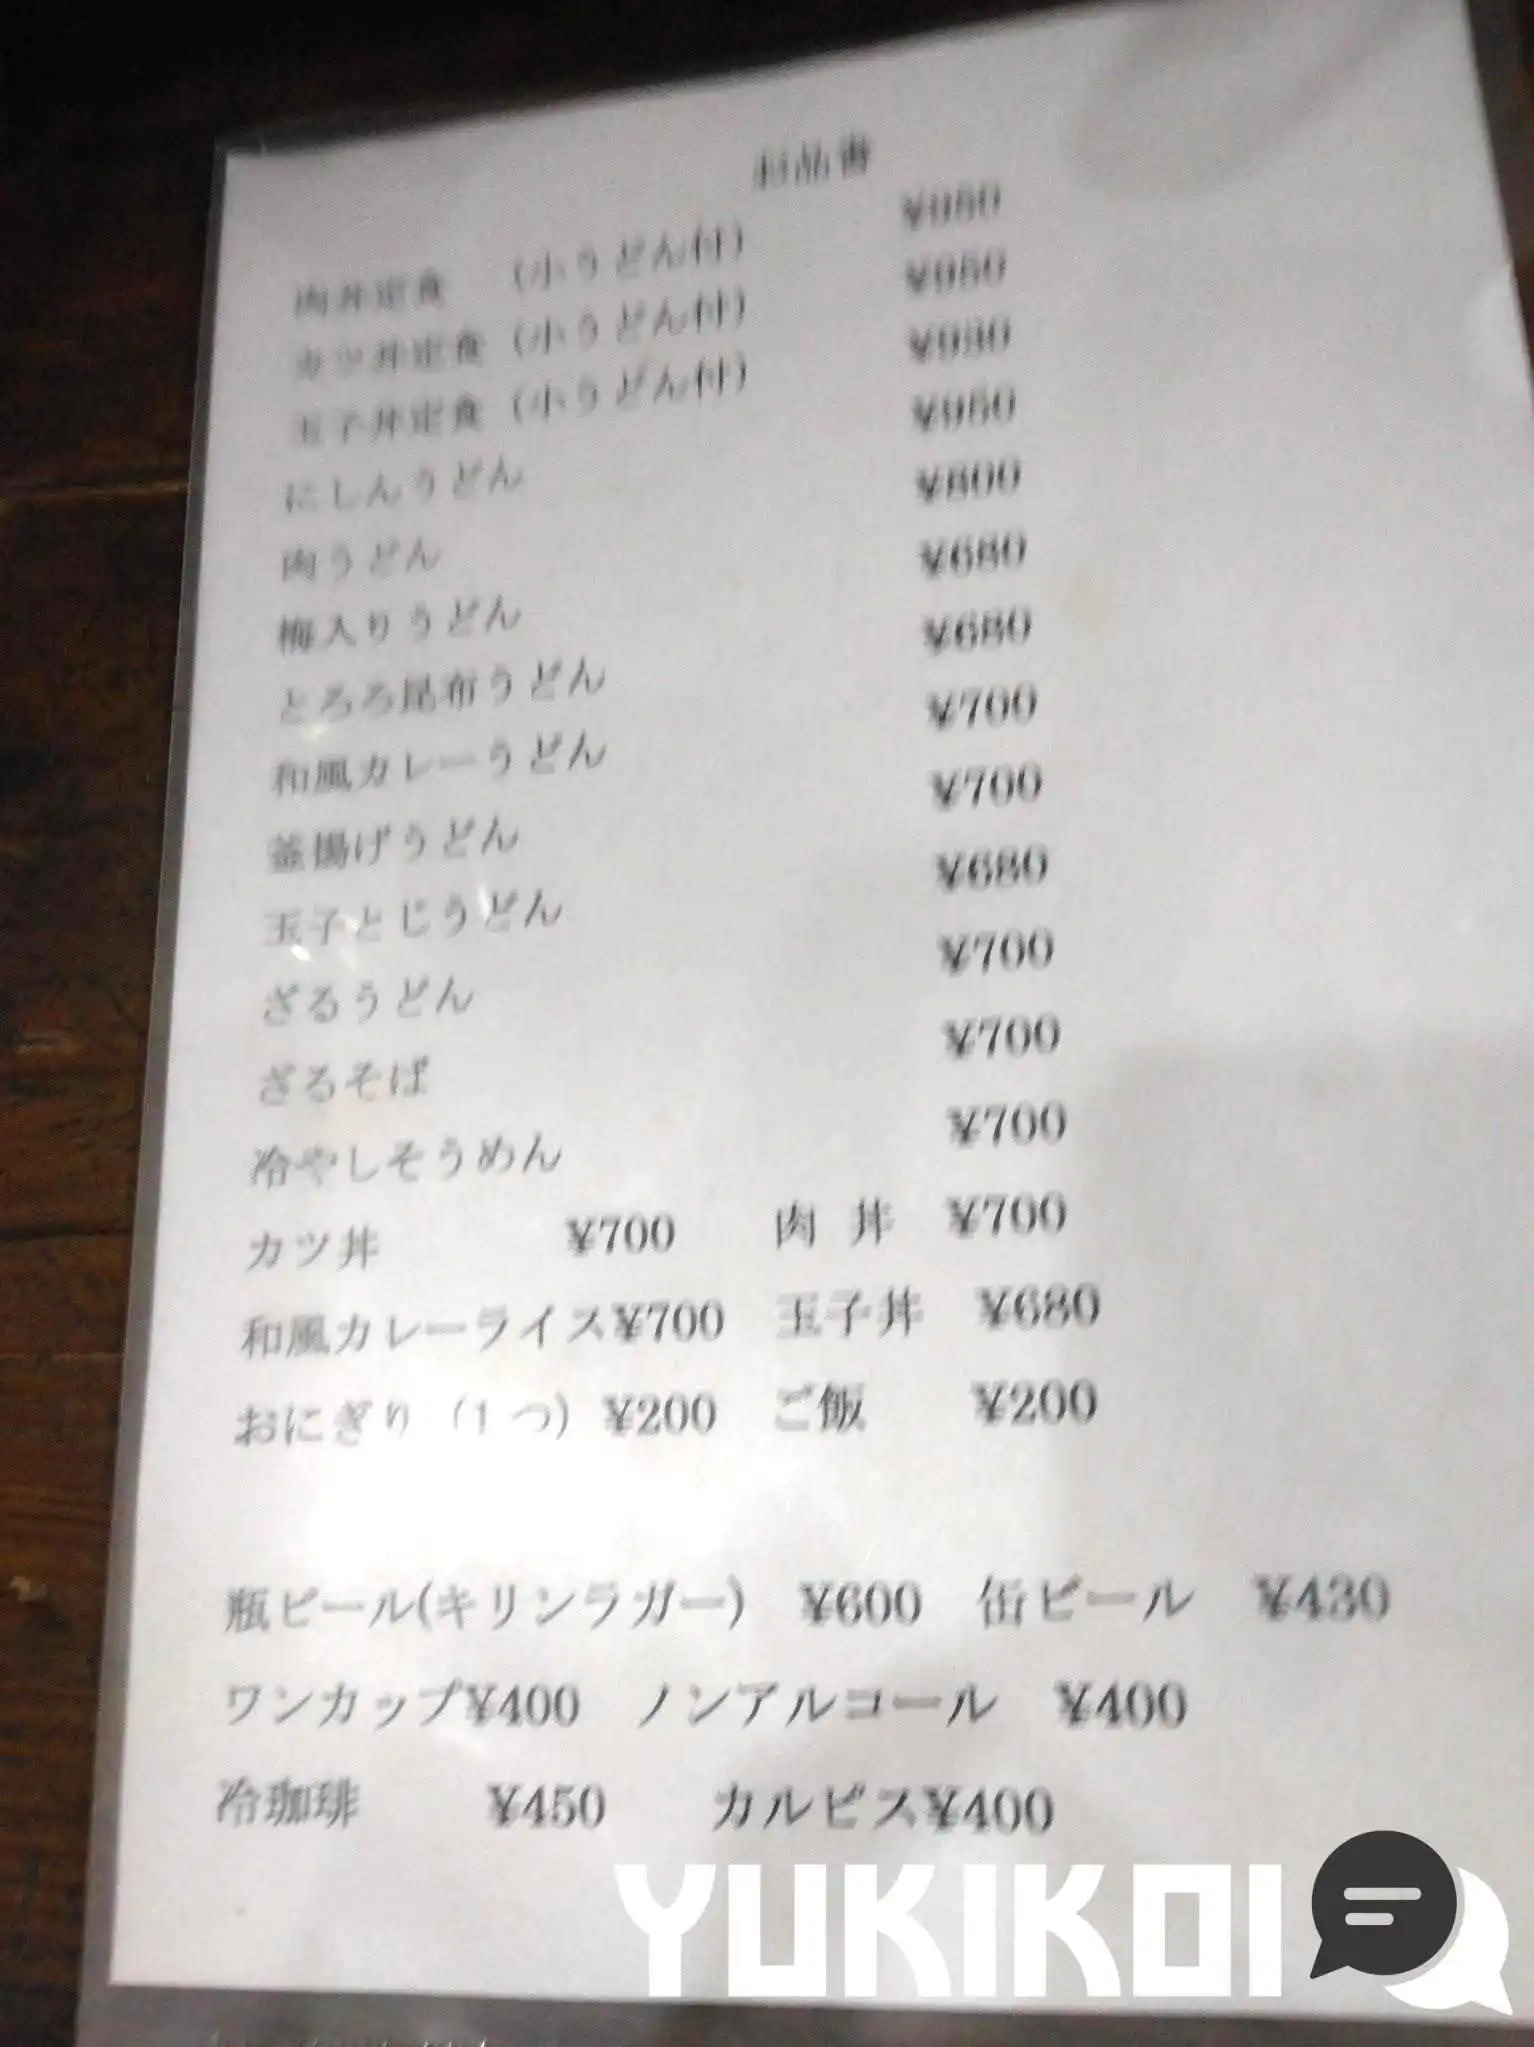 お品書
肉丼定食 (小うどん付) ¥950
カツ丼定食 (小うどん付) ¥950
玉子丼定食 (小うどん付) ¥930
にしんうどん ¥950
肉うどん ¥800
梅入りうどん ¥680
とろろ昆布うどん ¥680
和風カレーうどん ¥700
釜揚げうどん ¥700
玉子とじうどん ¥680
ざるうどん ¥700
ざるそば ¥700
冷やしそうめん ¥700
カツ丼 ¥700 肉 丼 ¥700
和風カレーライス¥700 玉子丼 ¥680
おにぎり (1つ) ¥200 ご飯 ¥200
瓶ビール(キリンラガー) ¥600 缶ビール ¥430
ワンカップ¥400 ノンアルコール ¥400
冷珈琲 ¥450 カルピス¥400
YUKIKOI